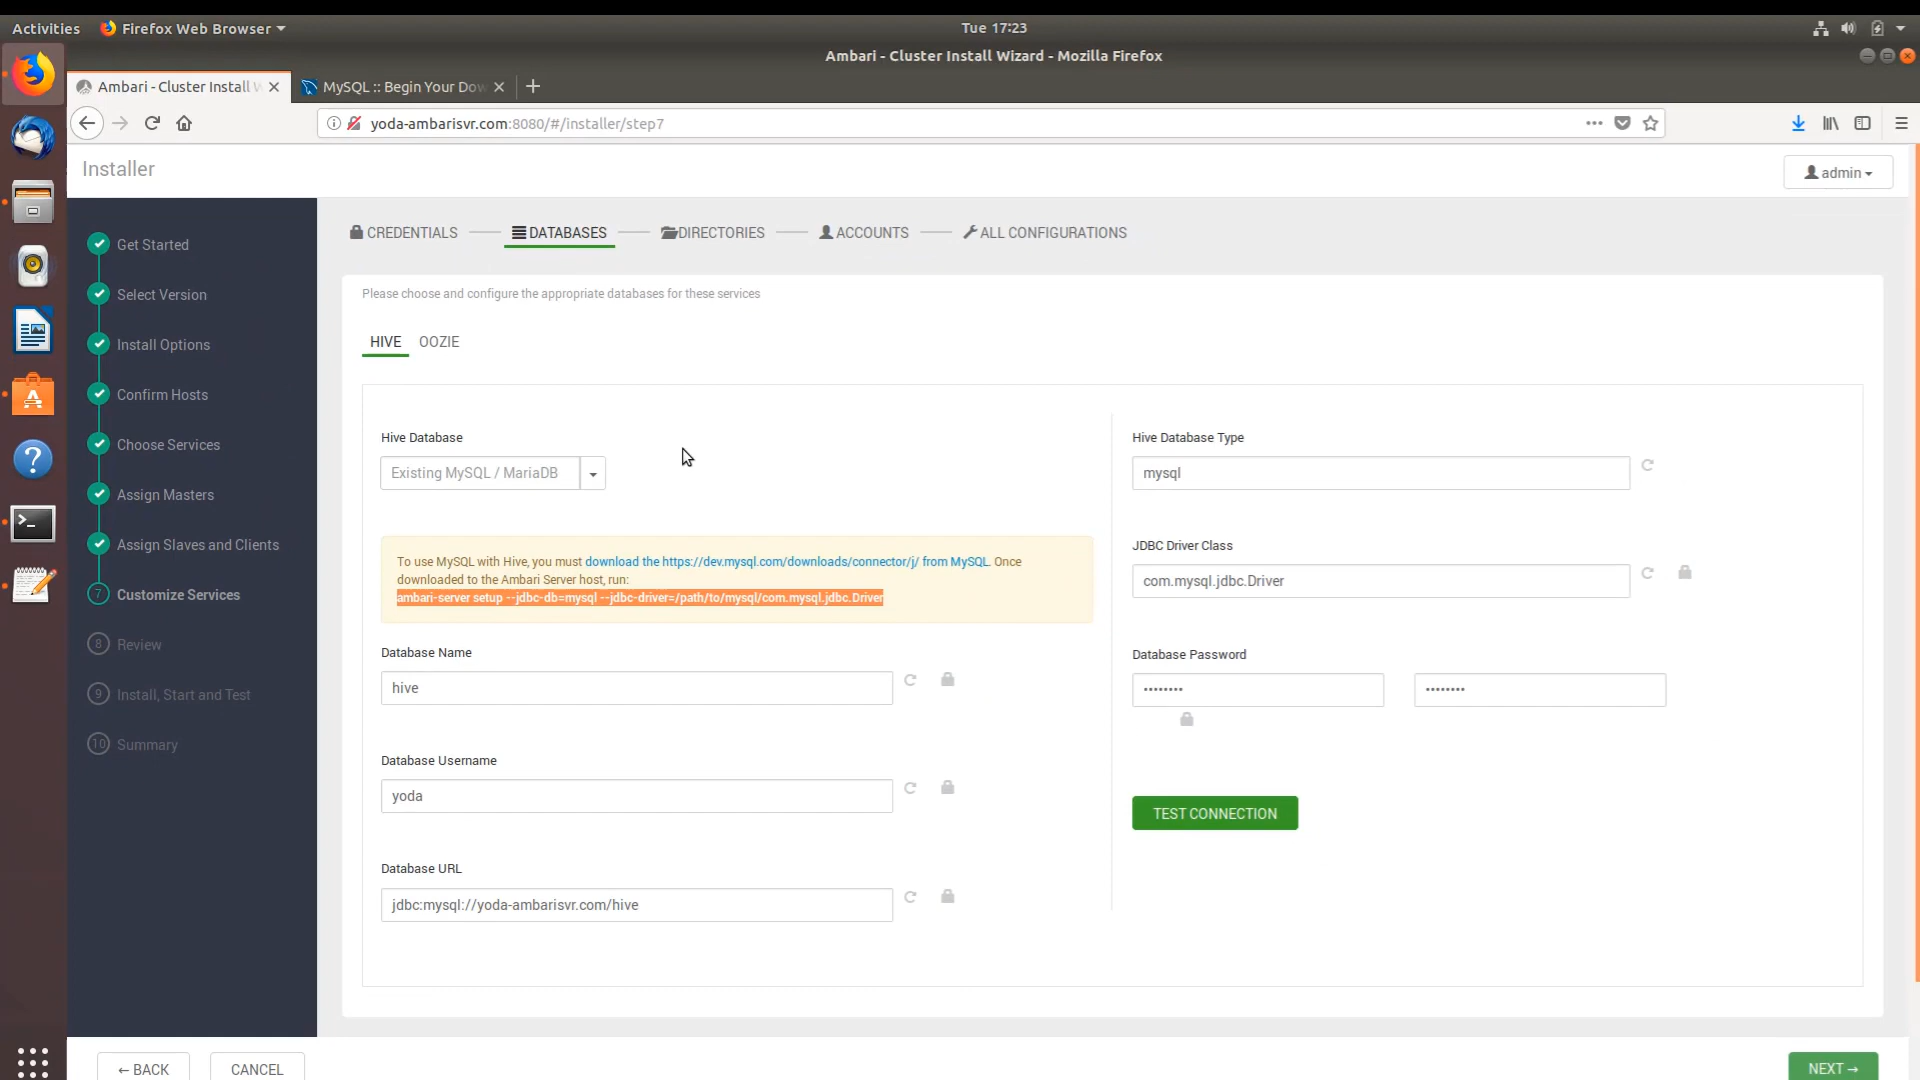 Activities
Firefox Web Browser
Tue 17:23
Ambari - Cluster Install Wizard - Mozilla Firefox
Ambari - Cluster Install W
MySQL :: Begin Your Dow
yoda-ambarisvr.com:8080/#/installer/step7
Installer
admin
Get Started
Select Version
Install Options
Confirm Hosts
Choose Services
Assign Masters
Assign Slaves and Clients
7 Customize Services
8 Review
9 Install, Start and Test
10 Summary
CREDENTIALS
DATABASES
DIRECTORIES
ACCOUNTS
ALL CONFIGURATIONS
Please choose and configure the appropriate databases for these services
HIVE
OOZIE
Hive Database
Existing MySQL / MariaDB
To use MySQL with Hive, you must download the https://dev.mysql.com/downloads/connector/j/ from MySQL. Once
downloaded to the Ambari Server host, run:
ambari-server setup --jdbc-db=mysql --jdbc-driver=/path/to/mysql/com.mysql.jdbc.Driver
Database Name
hive
Database Username
yoda
Database URL
jdbc:mysql://yoda-ambarisvr.com/hive
Hive Database Type
mysql
JDBC Driver Class
com.mysql.jdbc.Driver
Database Password
•••••••• ••••••••
TEST CONNECTION
← BACK
CANCEL
NEXT →